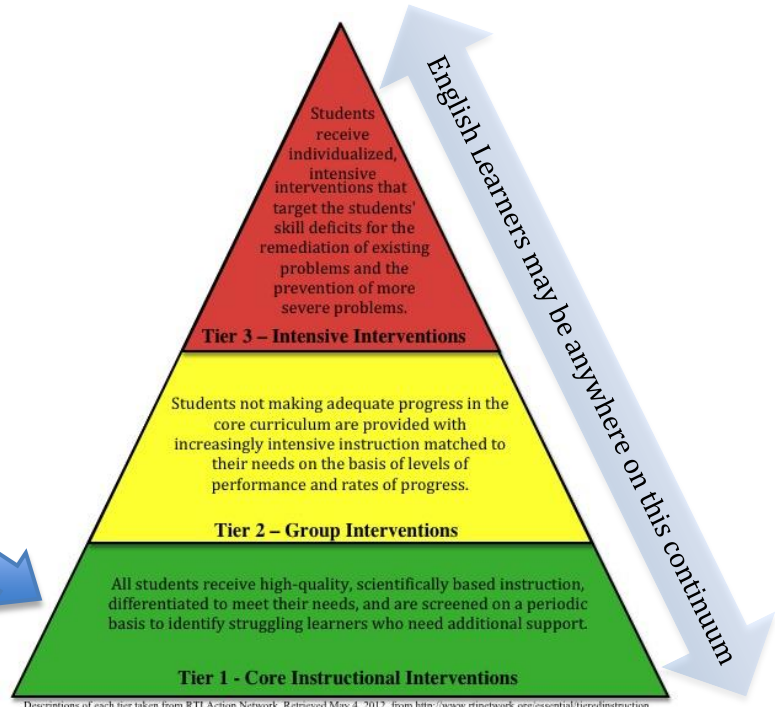 Students
receive
individualized,
intensive
interventions that
target the students'
skill deficits for the
remediation of existing
problems and the
prevention of more
severe problems.
Tier 3 – Intensive Interventions
Students not making adequate progress in the
core curriculum are provided with
increasingly intensive instruction matched to
their needs on the basis of levels of
performance and rates of progress.
Tier 2 – Group Interventions
All students receive high-quality, scientifically based instruction,
differentiated to meet their needs, and are screened on a periodic
basis to identify struggling learners who need additional support.
Tier 1 - Core Instructional Interventions
English Learners may be anywhere on this continuum
Descriptions of each tier taken from RTI Action Network. Retrieved May 4, 2012, from http://www.rtinetwork.org/essential/tieredinstruction